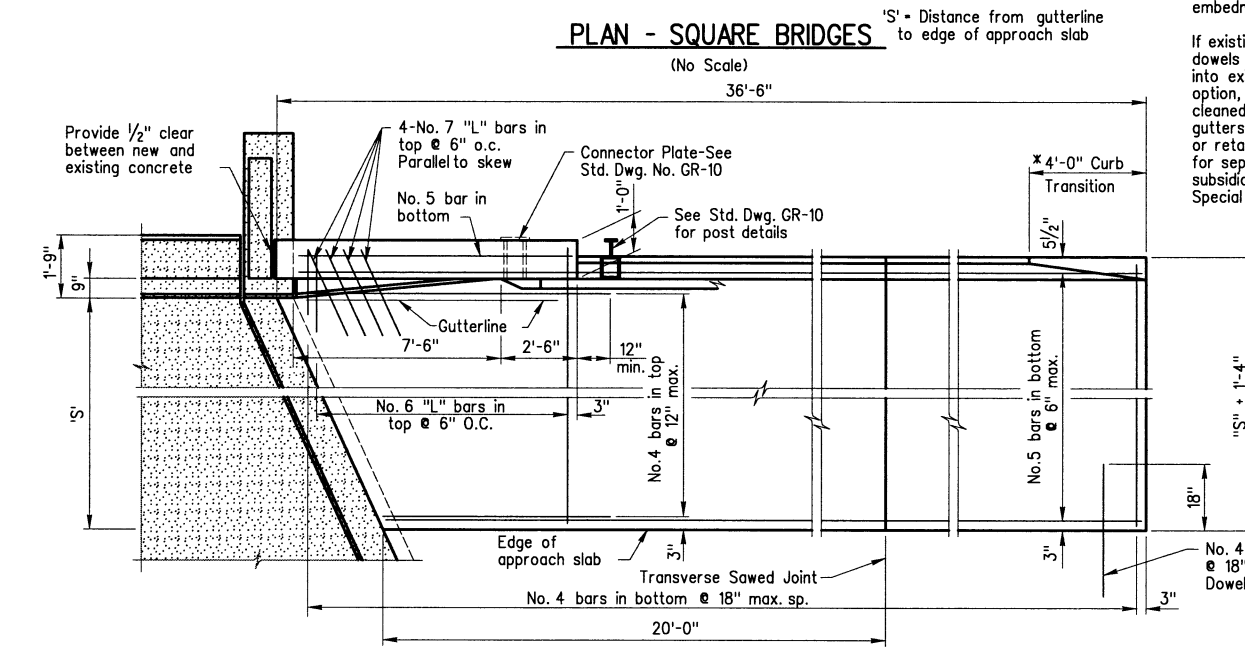 PLAN - SQUARE BRIDGES
(No Scale)
'S' = Distance from gutterline
to edge of approach slab
If existi
dowels
into ex
option,
cleaned
gutters
or reta
for sep
subsidia
Special
36'-6"
Provide 1/2" clear
between new and
existing concrete
4-No. 7 "L" bars in
top @ 6" o.c.
Parallel to skew
Connector Plate-See
Std. Dwg. No. GR-10
No. 5 bar in
bottom
1'-0"
See Std. Dwg. GR-10
for post details
* 4'-0" Curb
Transition
5 1/2"
1'-9"
9"
Gutterline
7'-6"
2'-6"
12"
min.
'S'
No. 6 "L" bars in
top @ 6" O.C.
3"
No.4 bars in top
@ 12" max.
No.5 bars in bottom
@ 6" max.
"S" + 1'-4"
18"
Edge of
approach slab
3"
3"
Transverse Sawed Joint
No. 4
@ 18"
Dowel
No. 4 bars in bottom @ 18" max. sp.
3"
20'-0"